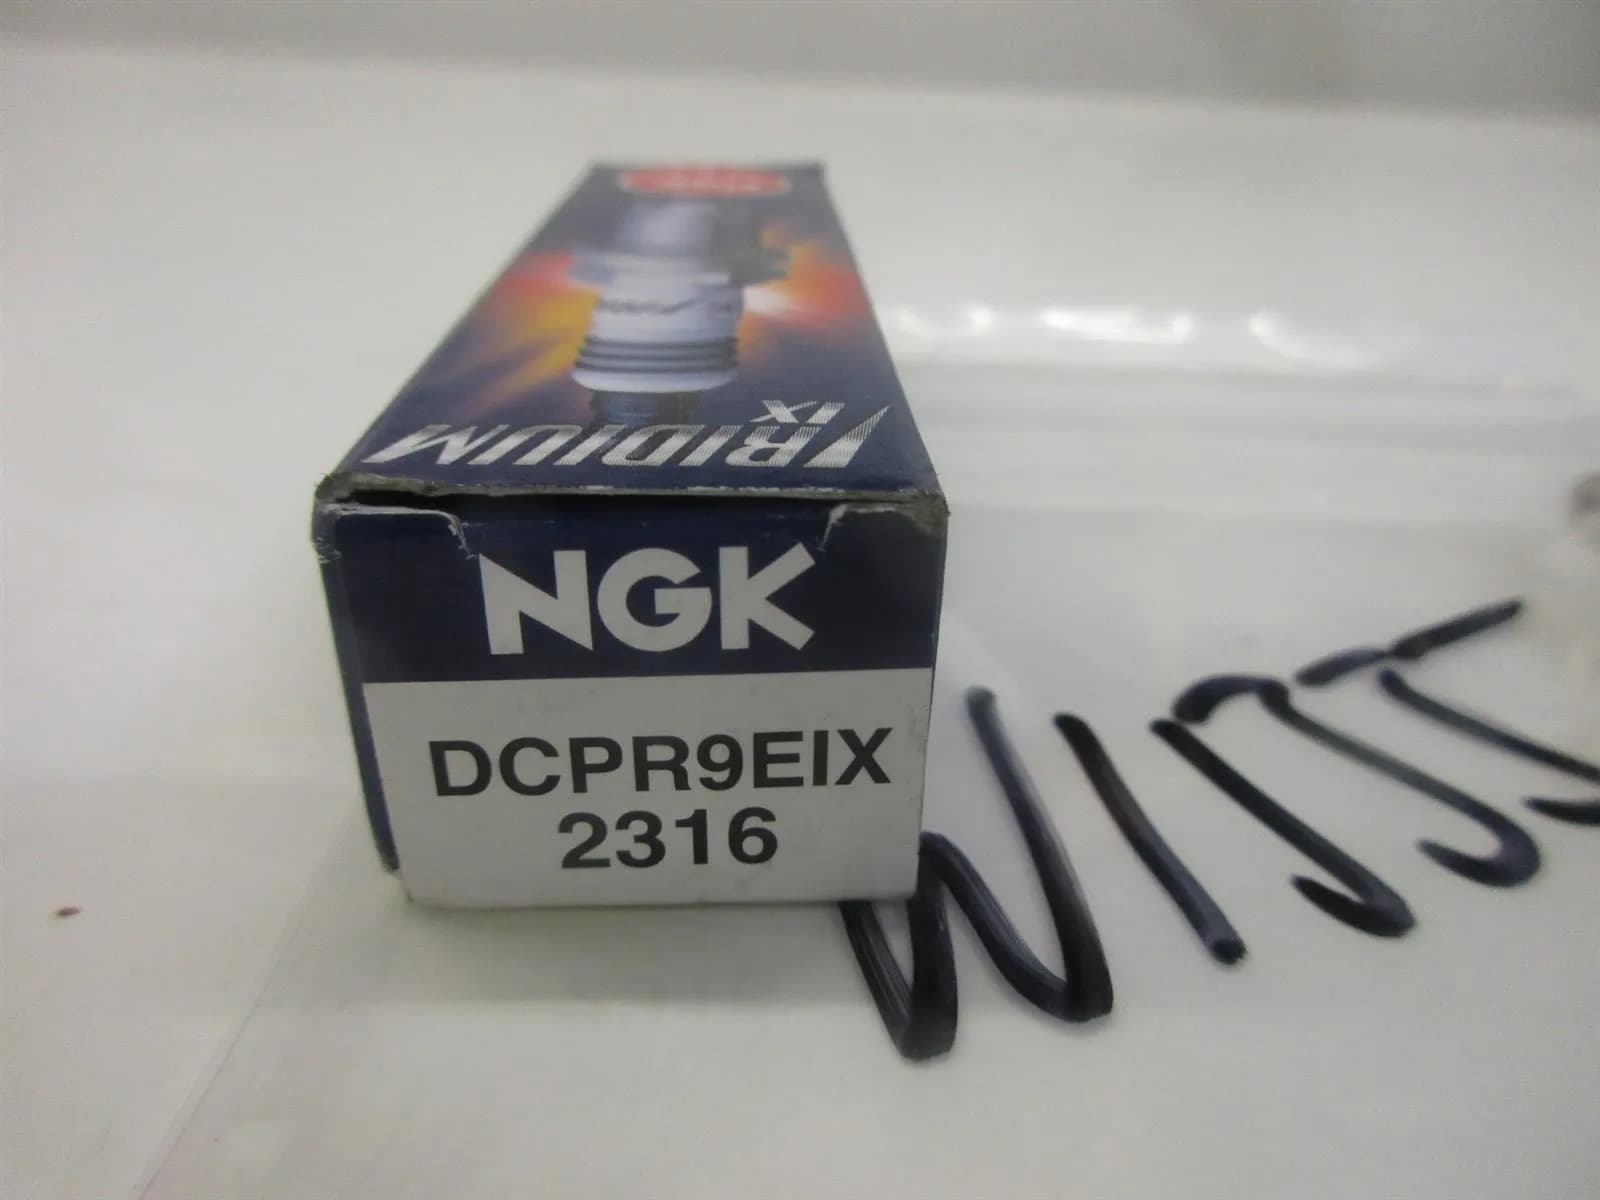 IRIDIUM
IX
NGK
DCPR9EIX
2316